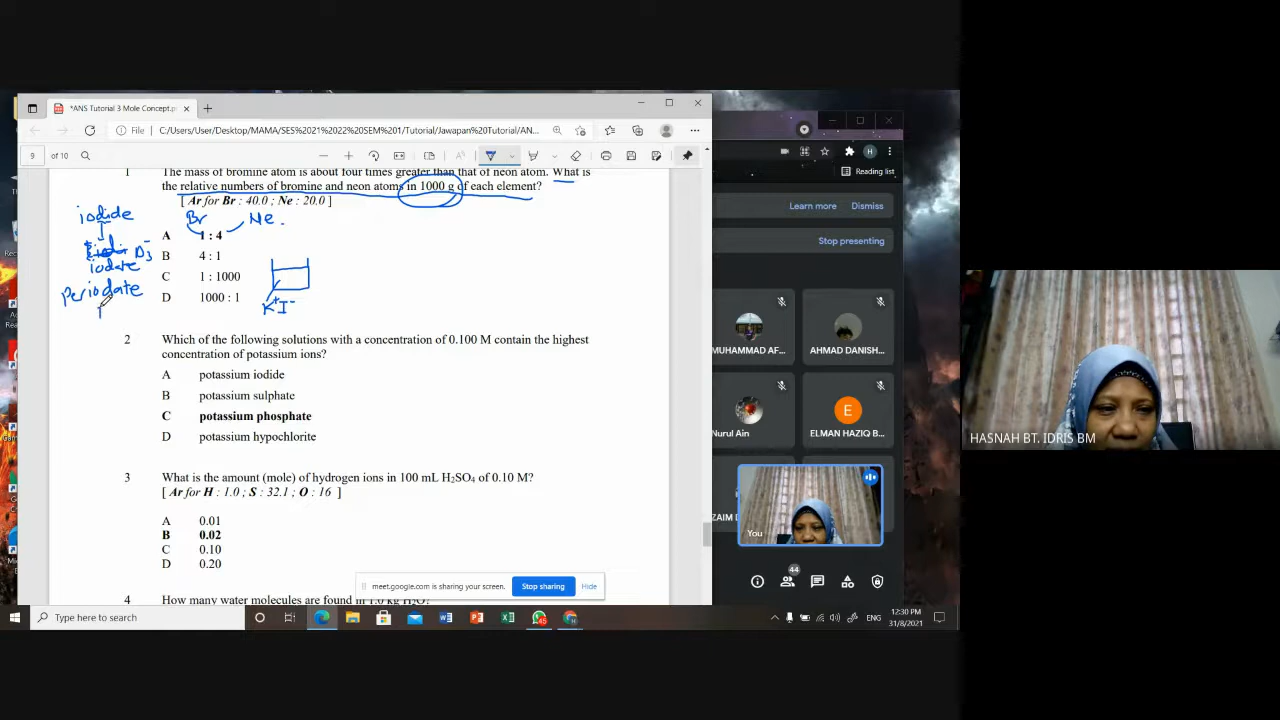 *ANS Tutorial 3 Mole Concept.p
File
C:/Users/User/Desktop/MAMA/SES%2021%2022%20SEM%201/Tutorial/Jawapan%20Tutorial/AN...
9 of 10
Reading list
Learn more Dismiss
Stop presenting
1 The mass of bromine atom is about four times greater than that of neon atom. What is
the relative numbers of bromine and neon atoms in 1000 g of each element?
[ Ar for Br : 40.0 ; Ne : 20.0 ]
iodide
Br Ne.
A 1 : 4
B 4 : 1
iodate
C 1 : 1000
periodate
D 1000 : 1
K+I-
2 Which of the following solutions with a concentration of 0.100 M contain the highest
concentration of potassium ions?
A potassium iodide
B potassium sulphate
C potassium phosphate
D potassium hypochlorite
3 What is the amount (mole) of hydrogen ions in 100 mL H₂SO₄ of 0.10 M?
[ Ar for H : 1.0 ; S : 32.1 ; O : 16 ]
A 0.01
B 0.02
C 0.10
D 0.20
4 How many water molecules are found in 1.0 kg H₂O?
meet.google.com is sharing your screen. Stop sharing Hide
MUHAMMAD AF... AHMAD DANISH...
E
Nurul Ain ELMAN HAZIQ B...
You
44
HASNAH BT. IDRIS BM
Type here to search
45
ENG
12:30 PM
31/8/2021